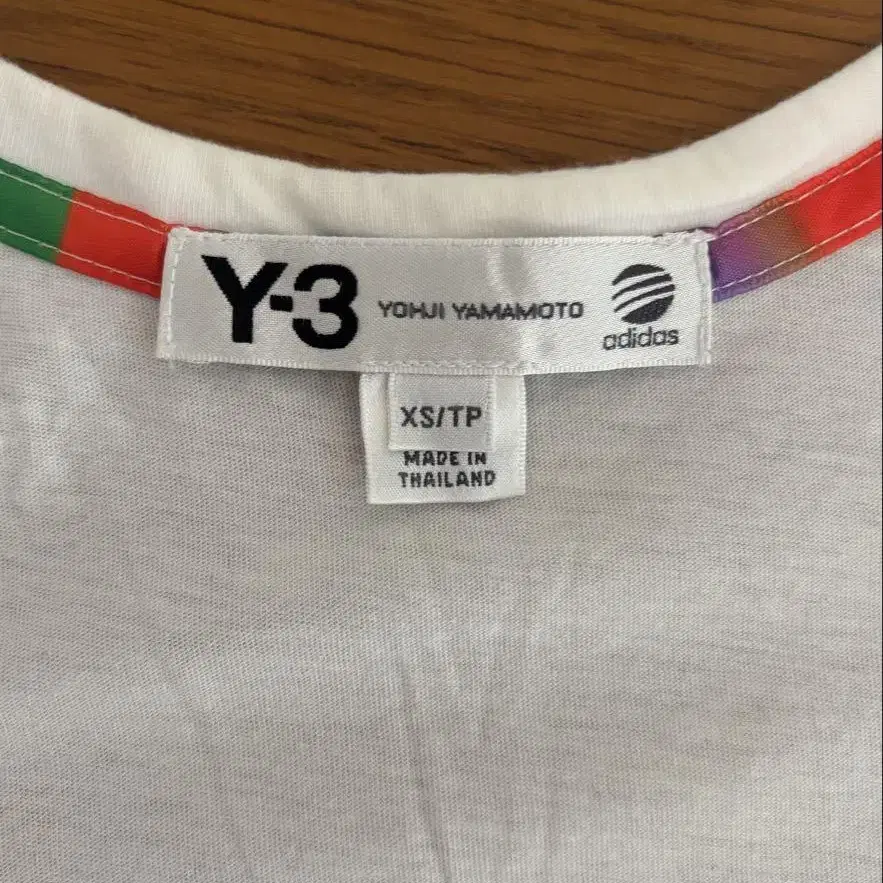 Y-3 YOHJI YAMAMOTO adidas
XS/TP
MADE IN
THAILAND